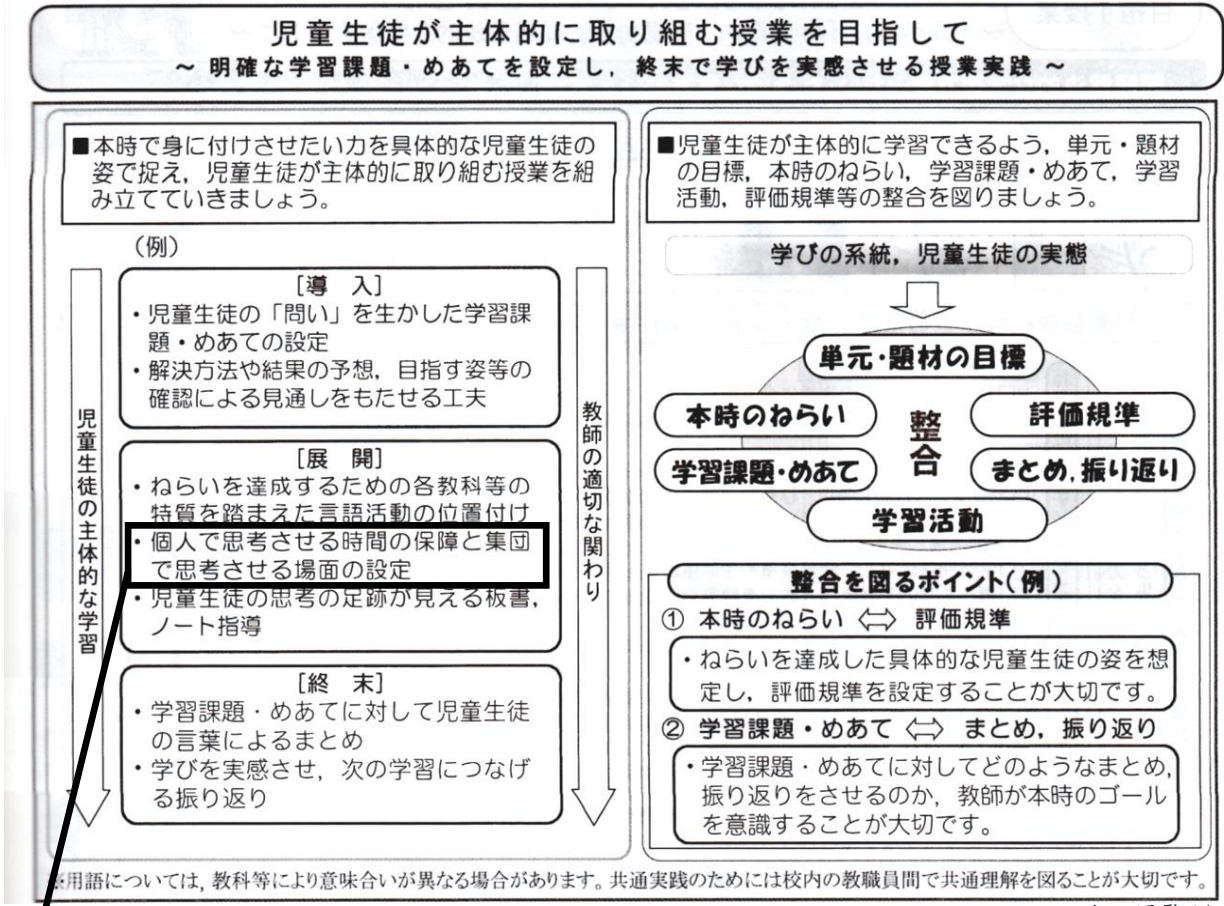 児童生徒が主体的に取り組む授業を目指して
～ 明確な学習課題・めあてを設定し，終末で学びを実感させる授業実践 ～
■本時で身に付けさせたい力を具体的な児童生徒の
姿で捉え，児童生徒が主体的に取り組む授業を組
み立てていきましょう。
（例）
児童生徒の主体的な学習
［導　入］
・児童生徒の「問い」を生かした学習課
題・めあての設定
・解決方法や結果の予想，目指す姿等の
確認による見通しをもたせる工夫
［展　開］
・ねらいを達成するための各教科等の
特質を踏まえた言語活動の位置付け
・個人で思考させる時間の保障と集団
で思考させる場面の設定
・児童生徒の思考の足跡が見える板書，
ノート指導
［終　末］
・学習課題・めあてに対して児童生徒
の言葉によるまとめ
・学びを実感させ，次の学習につなげ
る振り返り
教師の適切な関わり
■児童生徒が主体的に学習できるよう，単元・題材
の目標，本時のねらい，学習課題・めあて，学習
活動，評価規準等の整合を図りましょう。
学びの系統，児童生徒の実態
単元・題材の目標
本時のねらい
評価規準
整合
学習課題・めあて
まとめ，振り返り
学習活動
整合を図るポイント（例
① 本時のねらい ⇔ 評価規準
・ねらいを達成した具体的な児童生徒の姿を想
定し，評価規準を設定することが大切です。
② 学習課題・めあて ⇔ まとめ，振り返り
・学習課題・めあてに対してどのようなまとめ，
振り返りをさせるのか，教師が本時のゴール
を意識することが大切です。
※用語については，教科等により意味合いが異なる場合があります。共通実践のためには校内の教職員間で共通理解を図ることが大切です。